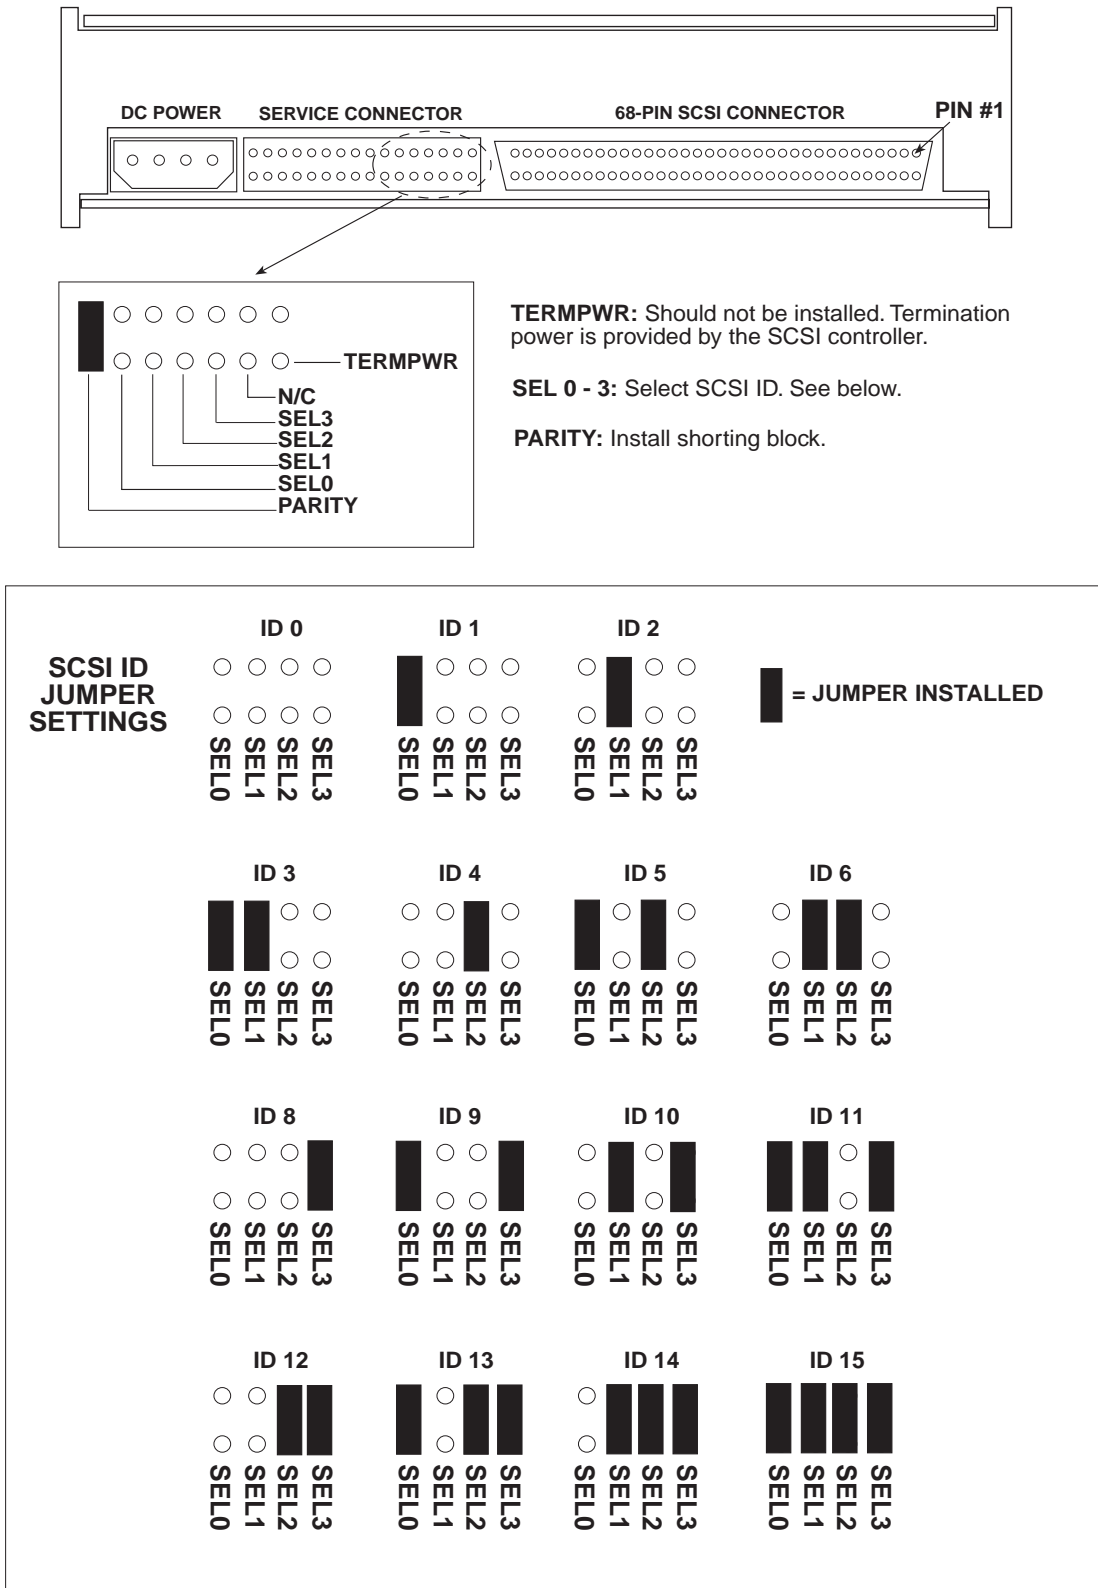 DC POWER
SERVICE CONNECTOR
68-PIN SCSI CONNECTOR
PIN #1
TERMPWR
N/C
SEL3
SEL2
SEL1
SEL0
PARITY
TERMPWR: Should not be installed. Termination
power is provided by the SCSI controller.
SEL 0 - 3: Select SCSI ID. See below.
PARITY: Install shorting block.
SCSI ID
JUMPER
SETTINGS
ID 0
SEL0 SEL1 SEL2 SEL3
ID 1
SEL0 SEL1 SEL2 SEL3
ID 2
SEL0 SEL1 SEL2 SEL3
= JUMPER INSTALLED
ID 3
SEL0 SEL1 SEL2 SEL3
ID 4
SEL0 SEL1 SEL2 SEL3
ID 5
SEL0 SEL1 SEL2 SEL3
ID 6
SEL0 SEL1 SEL2 SEL3
ID 8
SEL0 SEL1 SEL2 SEL3
ID 9
SEL0 SEL1 SEL2 SEL3
ID 10
SEL0 SEL1 SEL2 SEL3
ID 11
SEL0 SEL1 SEL2 SEL3
ID 12
SEL0 SEL1 SEL2 SEL3
ID 13
SEL0 SEL1 SEL2 SEL3
ID 14
SEL0 SEL1 SEL2 SEL3
ID 15
SEL0 SEL1 SEL2 SEL3